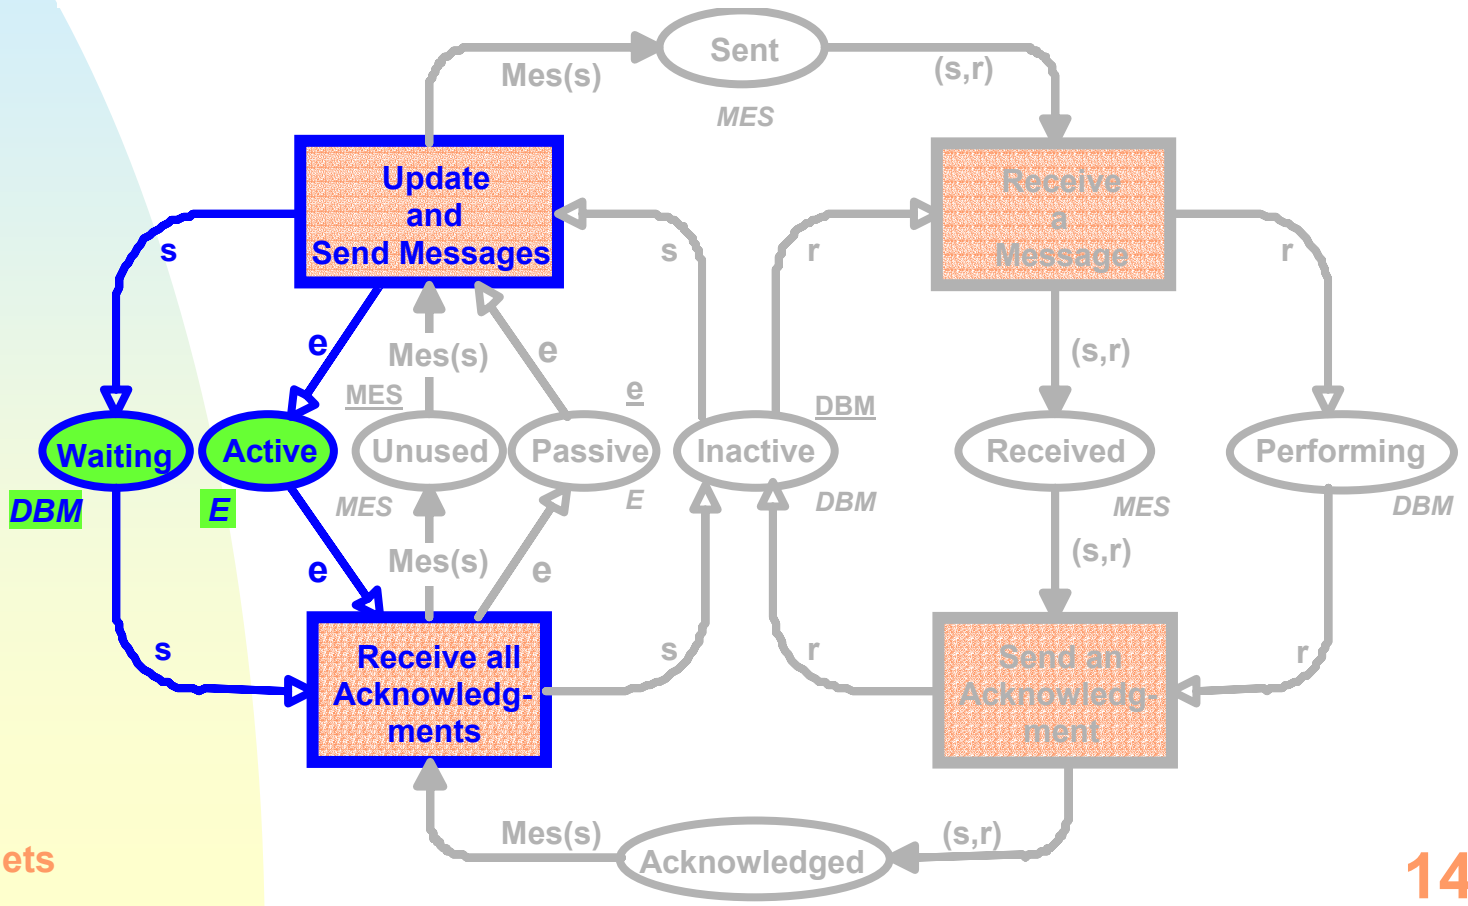 Sent
Mes(s)
(s,r)
MES
Update
and
Send Messages
Receive
a
Message
s
s
r
r
e
Mes(s)
e
(s,r)
MES
e
DBM
Waiting
Active
Unused
Passive
Inactive
Received
Performing
DBM
E
MES
E
DBM
MES
DBM
e
Mes(s)
e
(s,r)
s
s
r
r
Receive all
Acknowledg-
ments
Send an
Acknowledg-
ment
Mes(s)
(s,r)
Acknowledged
ets
14